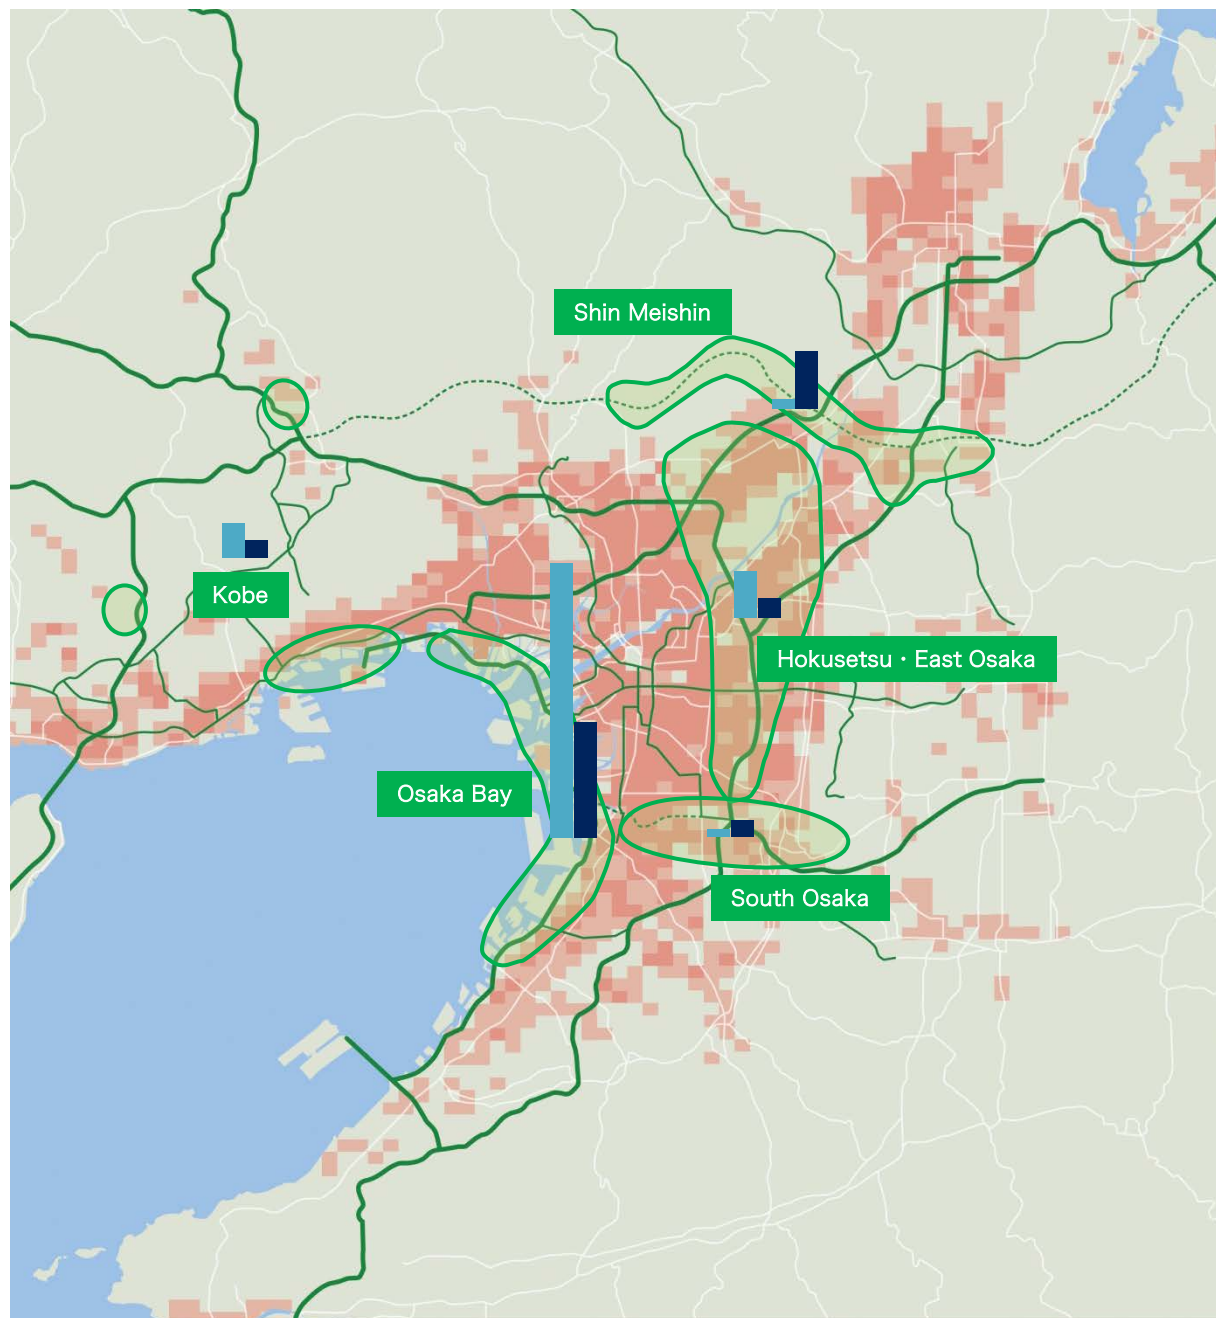 Shin Meishin
Kobe
Hokusetsu・East Osaka
Osaka Bay
South Osaka